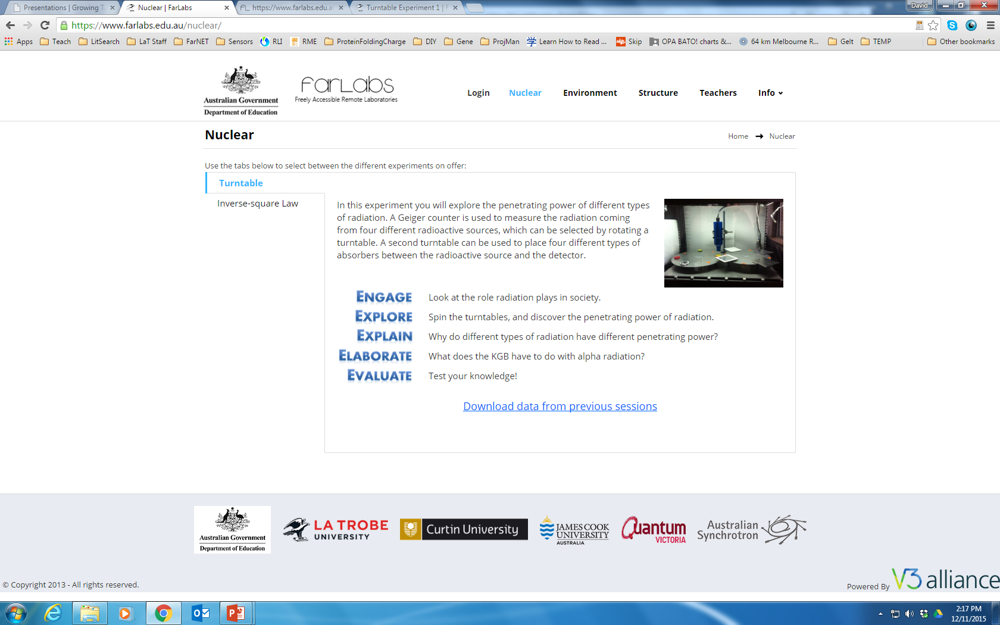 David
Presentations | Growing T
Nuclear | FarLabs
https://www.farlabs.edu.a
Turntable Experiment 1 | F
https://www.farlabs.edu.au/nuclear/
Apps Teach LitSearch LaT Staff FarNET Sensors RLI RME ProteinFoldingCharge DIY Gene ProjMan Learn How to Read ... Skip OPA BATO! charts &... 64 km Melbourne R... Gelt TEMP Other bookmarks
Australian Government
Department of Education
FarLabs
Freely Accessible Remote Laboratories
Login Nuclear Environment Structure Teachers Info
Nuclear
Home → Nuclear
Use the tabs below to select between the different experiments on offer:
Turntable
Inverse-square Law
In this experiment you will explore the penetrating power of different types
of radiation. A Geiger counter is used to measure the radiation coming
from four different radioactive sources, which can be selected by rotating a
turntable. A second turntable can be used to place four different types of
absorbers between the radioactive source and the detector.
ENGAGE Look at the role radiation plays in society.
EXPLORE Spin the turntables, and discover the penetrating power of radiation.
EXPLAIN Why do different types of radiation have different penetrating power?
ELABORATE What does the KGB have to do with alpha radiation?
EVALUATE Test your knowledge!
Download data from previous sessions
Australian Government
Department of Education
LA TROBE
UNIVERSITY
Curtin University
JAMES COOK
UNIVERSITY
AUSTRALIA
Quantum
VICTORIA
Australian
Synchrotron
© Copyright 2013 - All rights reserved.
Powered By V3 alliance
2:17 PM
12/11/2015